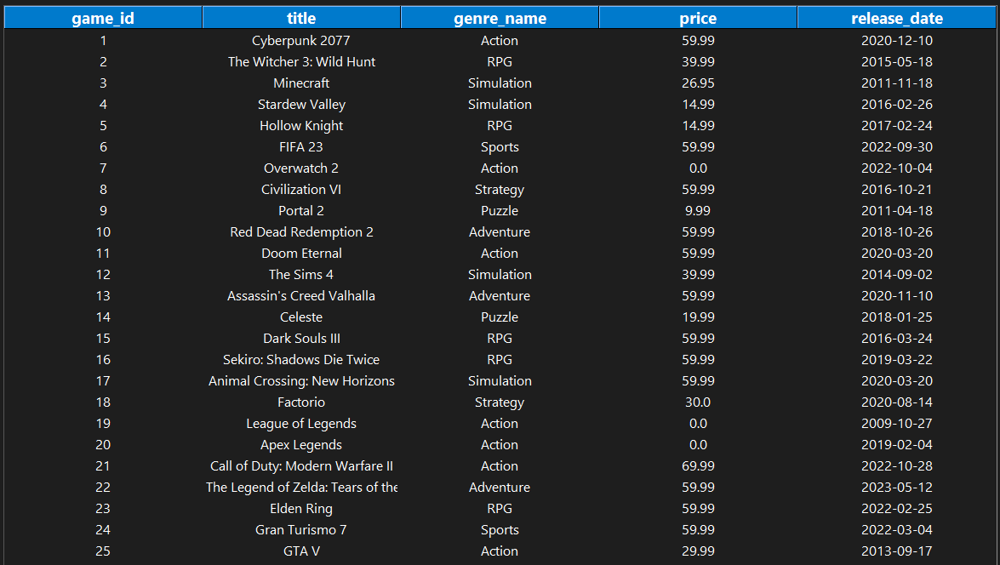 game_id title genre_name price release_date
1 Cyberpunk 2077 Action 59.99 2020-12-10
2 The Witcher 3: Wild Hunt RPG 39.99 2015-05-18
3 Minecraft Simulation 26.95 2011-11-18
4 Stardew Valley Simulation 14.99 2016-02-26
5 Hollow Knight RPG 14.99 2017-02-24
6 FIFA 23 Sports 59.99 2022-09-30
7 Overwatch 2 Action 0.0 2022-10-04
8 Civilization VI Strategy 59.99 2016-10-21
9 Portal 2 Puzzle 9.99 2011-04-18
10 Red Dead Redemption 2 Adventure 59.99 2018-10-26
11 Doom Eternal Action 59.99 2020-03-20
12 The Sims 4 Simulation 39.99 2014-09-02
13 Assassin's Creed Valhalla Adventure 59.99 2020-11-10
14 Celeste Puzzle 19.99 2018-01-25
15 Dark Souls III RPG 59.99 2016-03-24
16 Sekiro: Shadows Die Twice RPG 59.99 2019-03-22
17 Animal Crossing: New Horizons Simulation 59.99 2020-03-20
18 Factorio Strategy 30.0 2020-08-14
19 League of Legends Action 0.0 2009-10-27
20 Apex Legends Action 0.0 2019-02-04
21 Call of Duty: Modern Warfare II Action 69.99 2022-10-28
22 The Legend of Zelda: Tears of the Adventure 59.99 2023-05-12
23 Elden Ring RPG 59.99 2022-02-25
24 Gran Turismo 7 Sports 59.99 2022-03-04
25 GTA V Action 29.99 2013-09-17